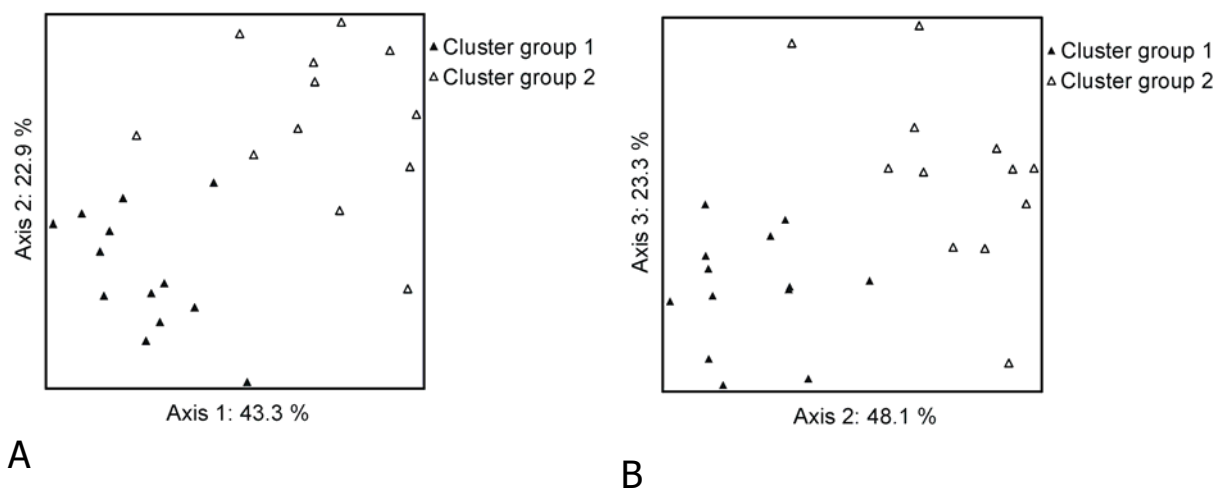 Cluster group 1
Cluster group 2
Axis 2: 22.9 %
Axis 1: 43.3 %
A
Cluster group 1
Cluster group 2
Axis 3: 23.3 %
Axis 2: 48.1 %
B